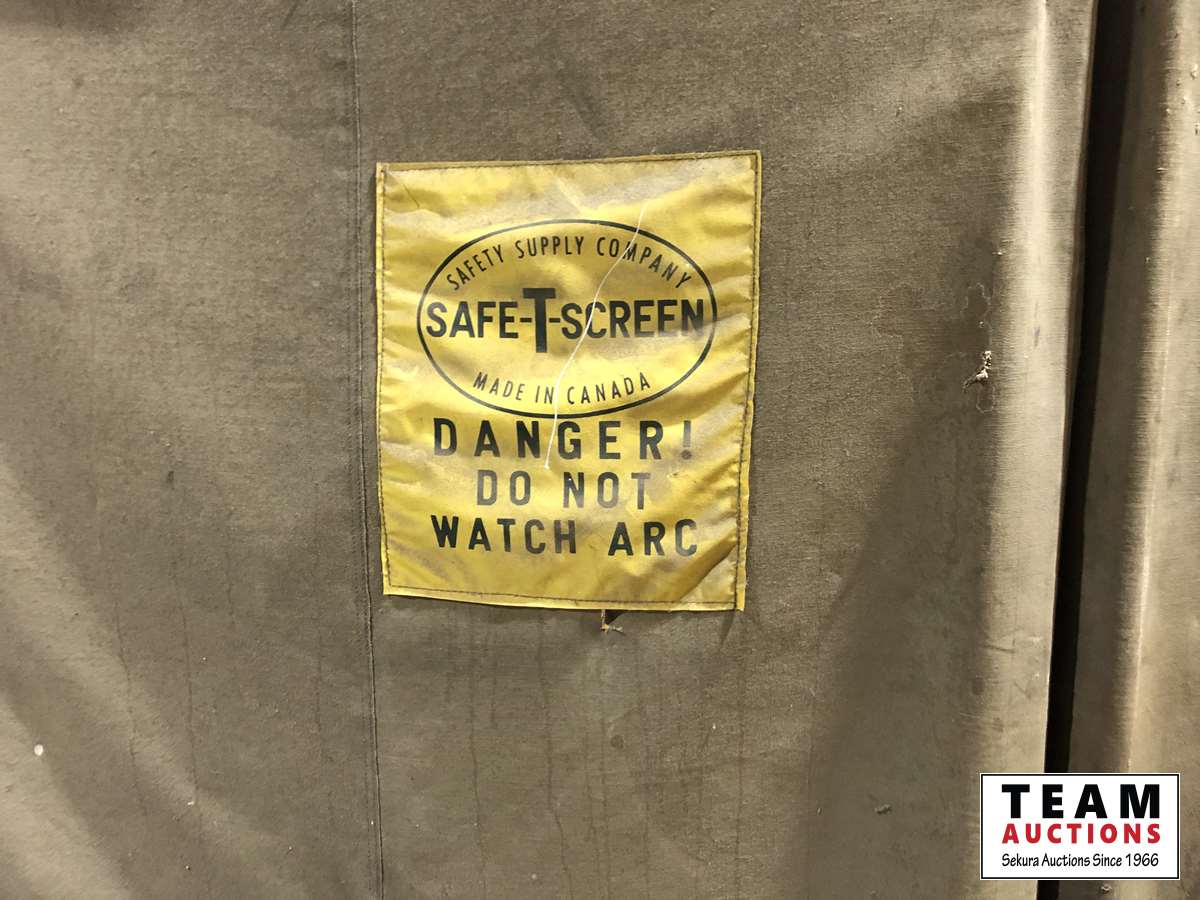 SAFETY SUPPLY COMPANY
SAFE-T-SCREEN
MADE IN CANADA
DANGER!
DO NOT
WATCH ARC
TEAM
AUCTIONS
Sekura Auctions Since 1966